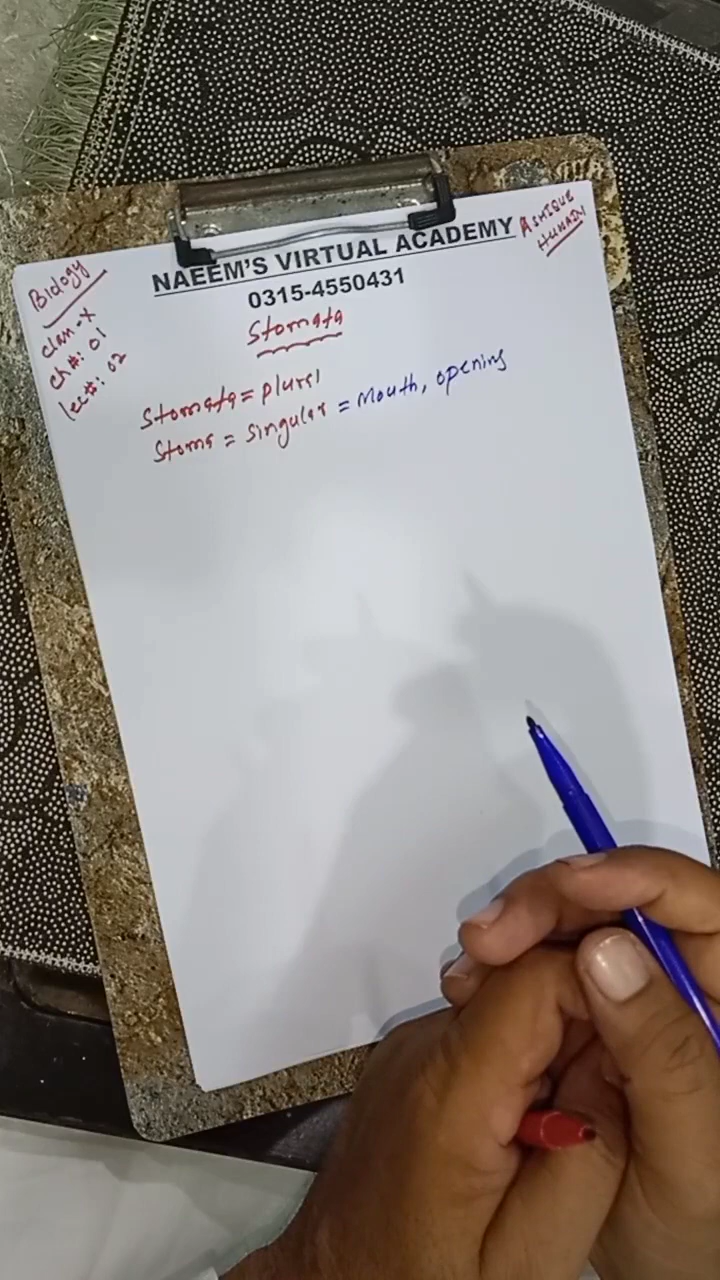 NAEEM'S VIRTUAL ACADEMY
0315-4550431
ASHIQUE
HUSSAIN
Biology
Class-X
Ch#: 01
Lec#: 02
Stomata
Stomata = plural
Stoma = Singular = Mouth, opening